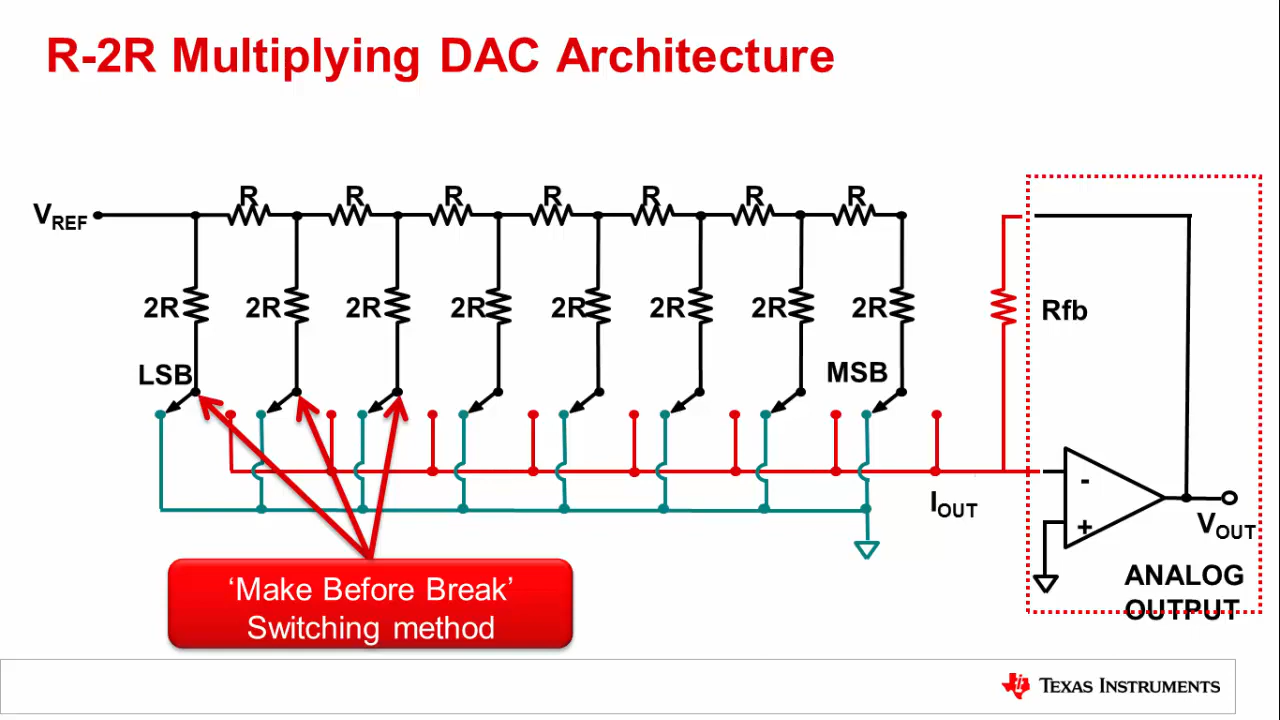 R-2R Multiplying DAC Architecture
R R R R R R R
VREF
2R 2R 2R 2R 2R 2R 2R 2R
Rfb
LSB
MSB
-
+
IOUT
VOUT
ANALOG
OUTPUT
‘Make Before Break’
Switching method
TEXAS INSTRUMENTS